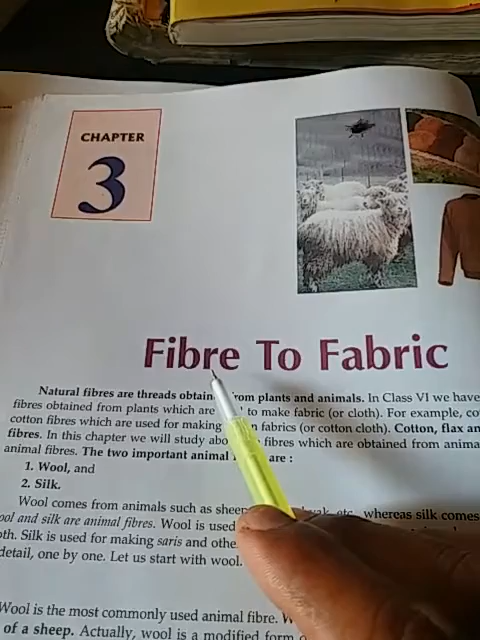 CHAPTER
3
Fibre To Fabric
Natural fibres are threads obtain from plants and animals. In Class VI we have
fibres obtained from plants which are to make fabric (or cloth). For example, co
cotton fibres which are used for making fabrics (or cotton cloth). Cotton, flax an
fibres. In this chapter we will study abo fibres which are obtained from anima
animal fibres. The two important animal are :
1. Wool, and
2. Silk.
Wool comes from animals such as sheep etc. whereas silk comes
ool and silk are animal fibres. Wool is used
oth. Silk is used for making saris and othe
detail, one by one. Let us start with wool.
Wool is the most commonly used animal fibre. W
of a sheep. Actually, wool is a modified form o